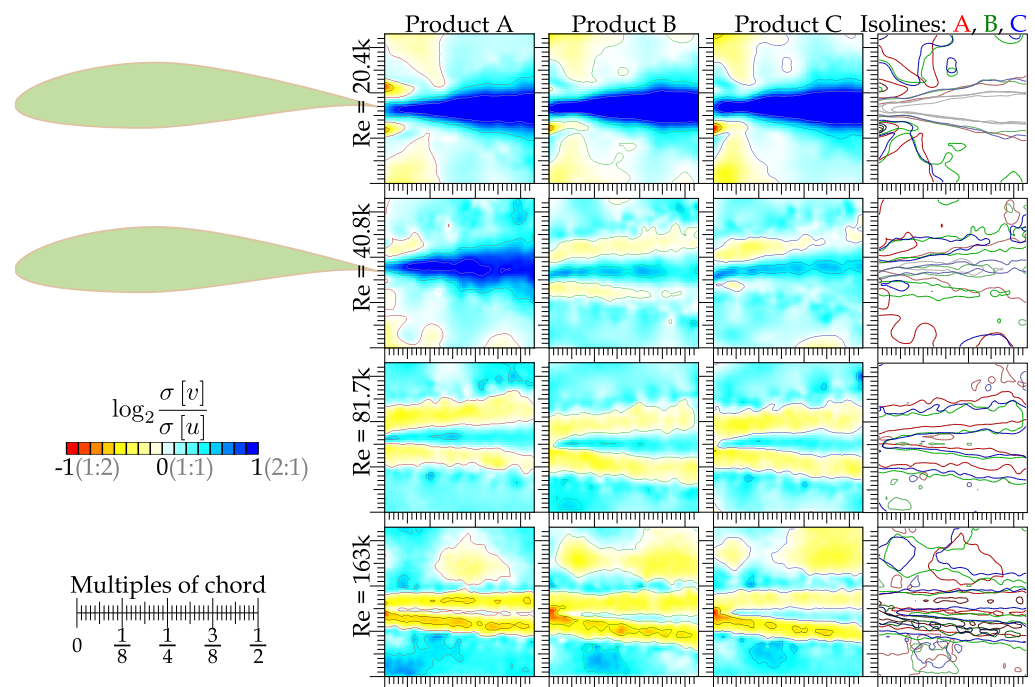 Product A Product B Product C Isolines: A, B, C
Re = 20.4k
Re = 40.8k
Re = 81.7k
Re = 163k
log₂ σ [v] / σ [u]
-1(1:2) 0(1:1) 1(2:1)
Multiples of chord
0 1/8 1/4 3/8 1/2